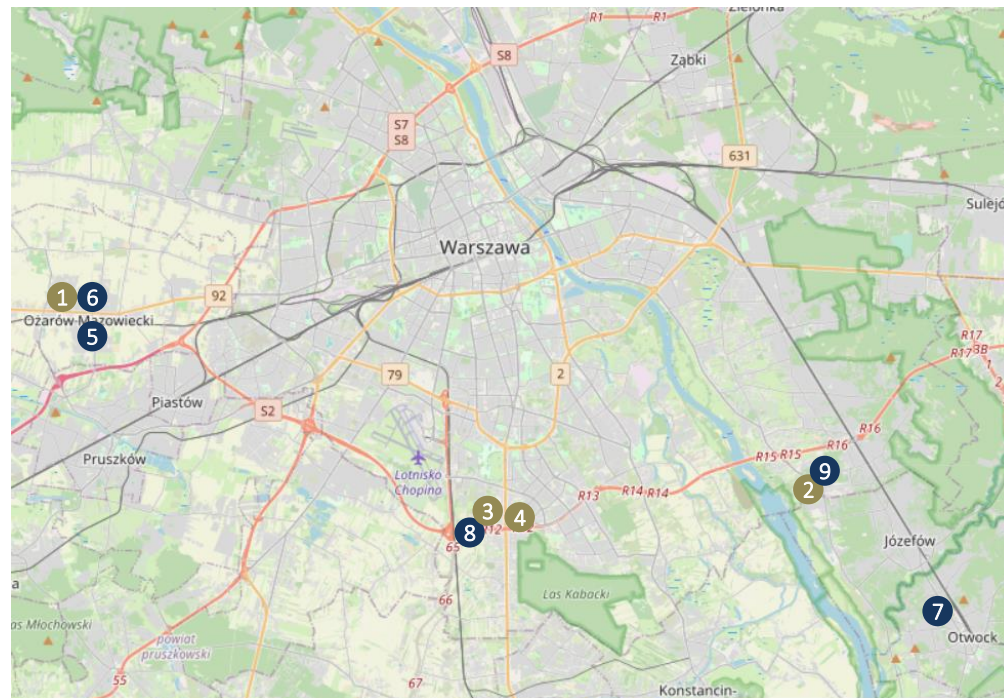 Zielonka
R1
R1
S8
Ząbki
S7
S8
631
Sulejó
Warszawa
1
6
92
Ożarów Mazowiecki
5
R17
R17
3B
1
2
79
2
Piastów
S2
R16
R16
Pruszków
R15
R15
9
Lotnisko
Chopina
R13
R14
R14
2
3
4
8
R12
65
Józefów
a
Las Kabacki
66
7
as Młochowski
powiat
pruszkowski
Otwock
55
67
Konstancin-